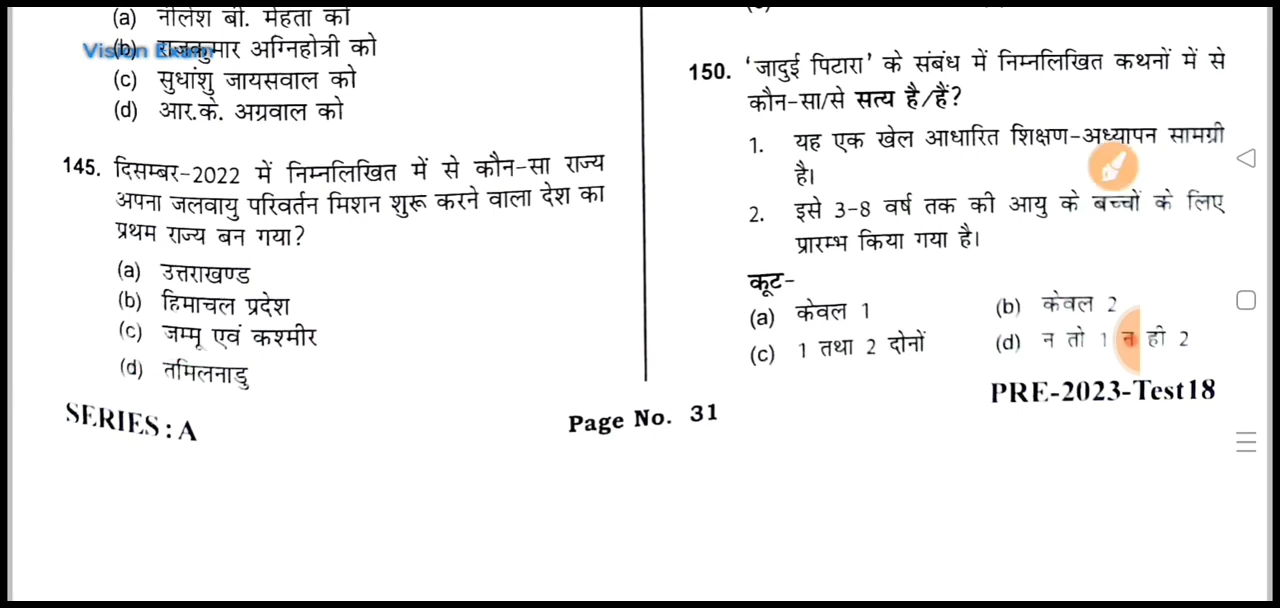 (a) नीलेश बी. मेहता को
Vision Exam
(b) राजकुमार अग्निहोत्री को
(c) सुधांशु जायसवाल को
(d) आर.के. अग्रवाल को
145. दिसम्बर-2022 में निम्नलिखित में से कौन-सा राज्य
अपना जलवायु परिवर्तन मिशन शुरू करने वाला देश का
प्रथम राज्य बन गया?
(a) उत्तराखण्ड
(b) हिमाचल प्रदेश
(c) जम्मू एवं कश्मीर
(d) तमिलनाडु
SERIES : A
Page No. 31
150. ‘जादुई पिटारा’ के संबंध में निम्नलिखित कथनों में से
कौन-सा/से सत्य है/हैं?
1. यह एक खेल आधारित शिक्षण-अध्यापन सामग्री
है।
2. इसे 3-8 वर्ष तक की आयु के बच्चों के लिए
प्रारम्भ किया गया है।
कूट-
(a) केवल 1 (b) केवल 2
(c) 1 तथा 2 दोनों (d) न तो 1 न ही 2
PRE-2023-Test18